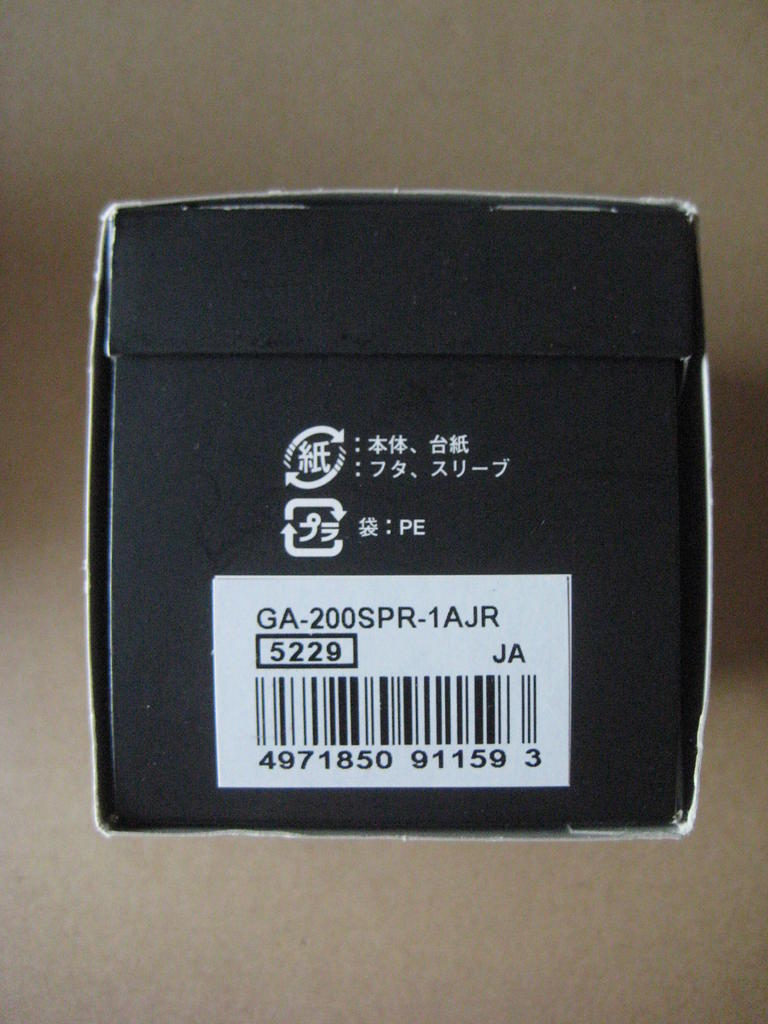 紙：本体、台紙
：フタ、スリーブ
プラ 袋：PE
GA-200SPR-1AJR
5229 JA
4971850 91159 3